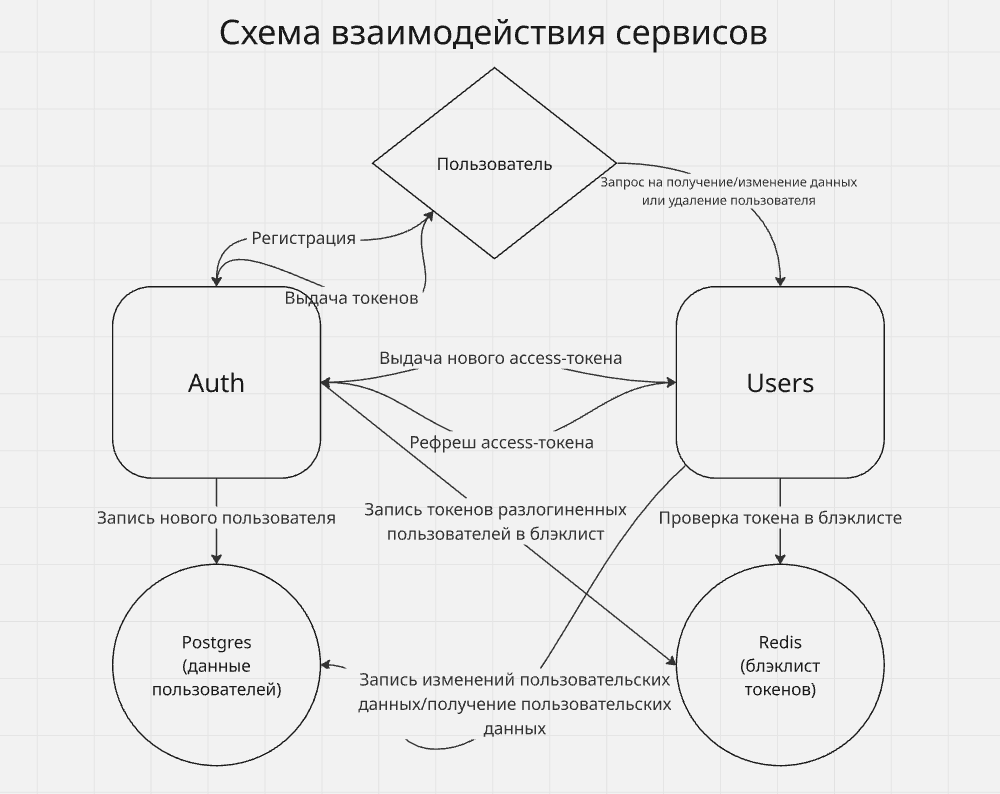 Схема взаимодействия сервисов
Пользователь
Запрос на получение/изменение данных
или удаление пользователя
Регистрация
Выдача токенов
Выдача нового access-токена
Auth
Users
Рефреш access-токена
Запись токенов разлогиненных
пользователей в блэклист
Запись нового пользователя
Проверка токена в блэклисте
Postgres
(данные
пользователей)
Redis
(блэклист
токенов)
Запись изменений пользовательских
данных/получение пользовательских
данных